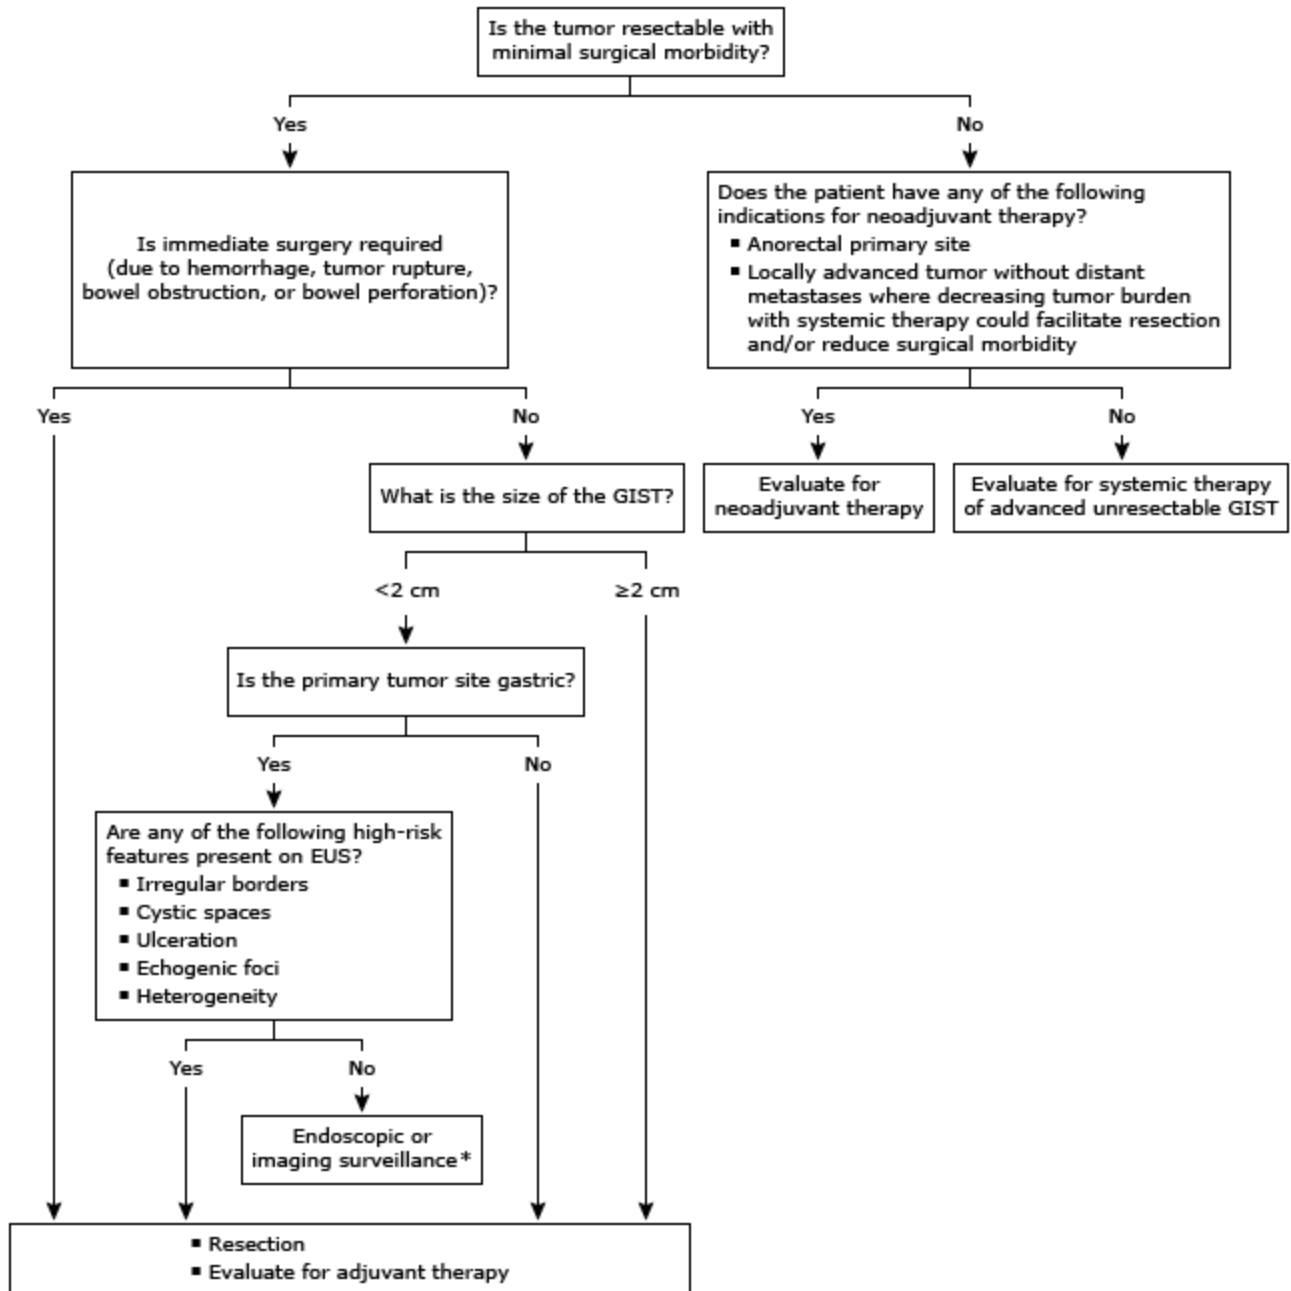 Is the tumor resectable with
minimal surgical morbidity?
Yes
No
Is immediate surgery required
(due to hemorrhage, tumor rupture,
bowel obstruction, or bowel perforation)?
Does the patient have any of the following
indications for neoadjuvant therapy?
▪ Anorectal primary site
▪ Locally advanced tumor without distant
metastases where decreasing tumor burden
with systemic therapy could facilitate resection
and/or reduce surgical morbidity
Yes
No
Yes
No
What is the size of the GIST?
Evaluate for
neoadjuvant therapy
Evaluate for systemic therapy
of advanced unresectable GIST
<2 cm
≥2 cm
Is the primary tumor site gastric?
Yes
No
Are any of the following high-risk
features present on EUS?
▪ Irregular borders
▪ Cystic spaces
▪ Ulceration
▪ Echogenic foci
▪ Heterogeneity
Yes
No
Endoscopic or
imaging surveillance*
▪ Resection
▪ Evaluate for adjuvant therapy